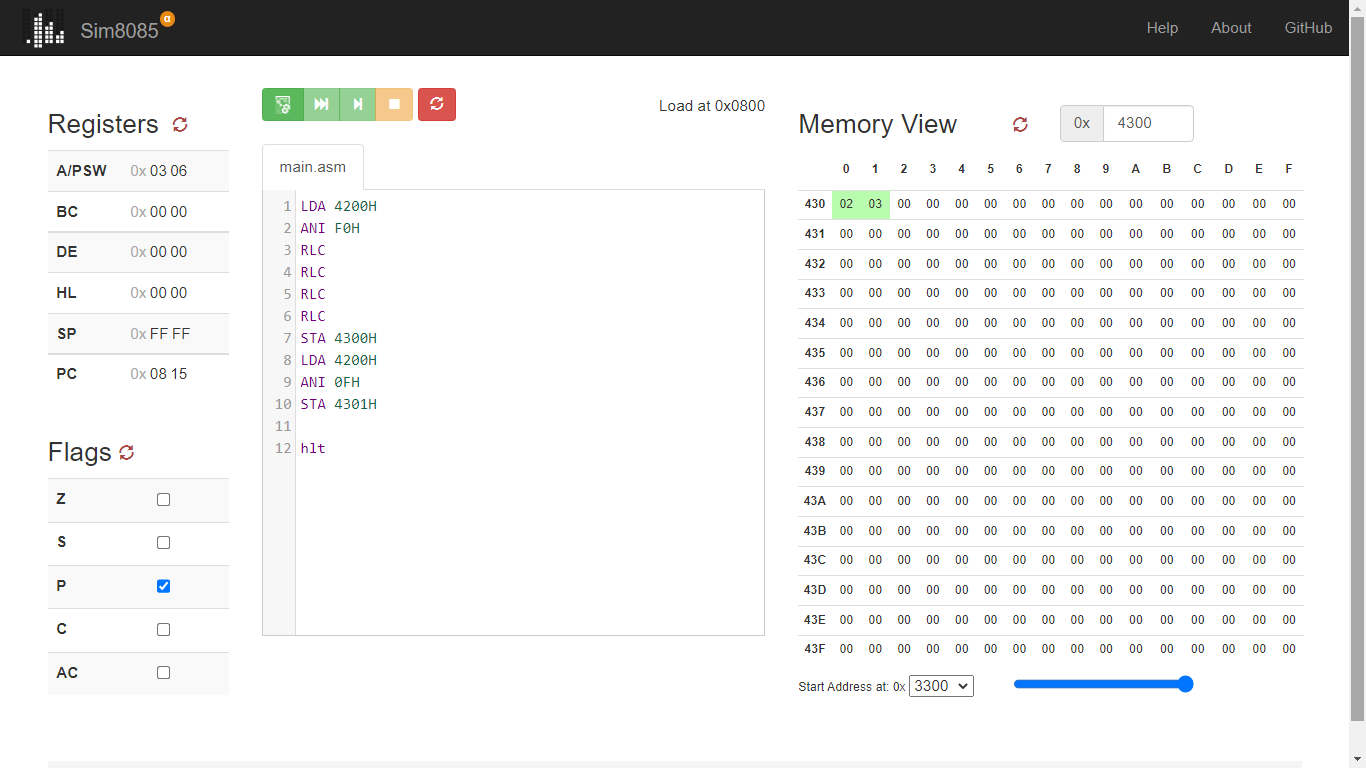 Sim8085 α
Help About GitHub
Load at 0x0800
Registers
A/PSW 0x 03 06
BC 0x 00 00
DE 0x 00 00
HL 0x 00 00
SP 0x FF FF
PC 0x 08 15
Flags
Z
S
P
C
AC
main.asm
1 LDA 4200H
2 ANI F0H
3 RLC
4 RLC
5 RLC
6 RLC
7 STA 4300H
8 LDA 4200H
9 ANI 0FH
10 STA 4301H
11
12 hlt
Memory View 0x 4300
0 1 2 3 4 5 6 7 8 9 A B C D E F
430 02 03 00 00 00 00 00 00 00 00 00 00 00 00 00 00
431 00 00 00 00 00 00 00 00 00 00 00 00 00 00 00 00
432 00 00 00 00 00 00 00 00 00 00 00 00 00 00 00 00
433 00 00 00 00 00 00 00 00 00 00 00 00 00 00 00 00
434 00 00 00 00 00 00 00 00 00 00 00 00 00 00 00 00
435 00 00 00 00 00 00 00 00 00 00 00 00 00 00 00 00
436 00 00 00 00 00 00 00 00 00 00 00 00 00 00 00 00
437 00 00 00 00 00 00 00 00 00 00 00 00 00 00 00 00
438 00 00 00 00 00 00 00 00 00 00 00 00 00 00 00 00
439 00 00 00 00 00 00 00 00 00 00 00 00 00 00 00 00
43A 00 00 00 00 00 00 00 00 00 00 00 00 00 00 00 00
43B 00 00 00 00 00 00 00 00 00 00 00 00 00 00 00 00
43C 00 00 00 00 00 00 00 00 00 00 00 00 00 00 00 00
43D 00 00 00 00 00 00 00 00 00 00 00 00 00 00 00 00
43E 00 00 00 00 00 00 00 00 00 00 00 00 00 00 00 00
43F 00 00 00 00 00 00 00 00 00 00 00 00 00 00 00 00
Start Address at: 0x 3300